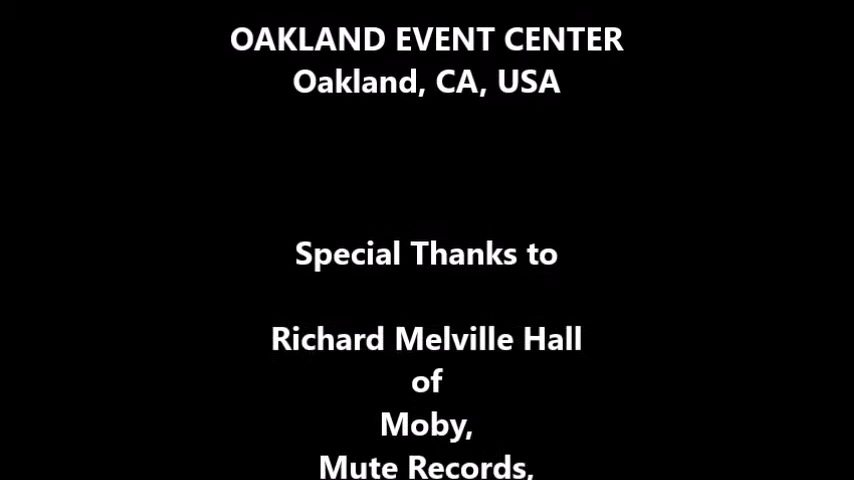 OAKLAND EVENT CENTER
Oakland, CA, USA
Special Thanks to
Richard Melville Hall
of
Moby,
Mute Records,